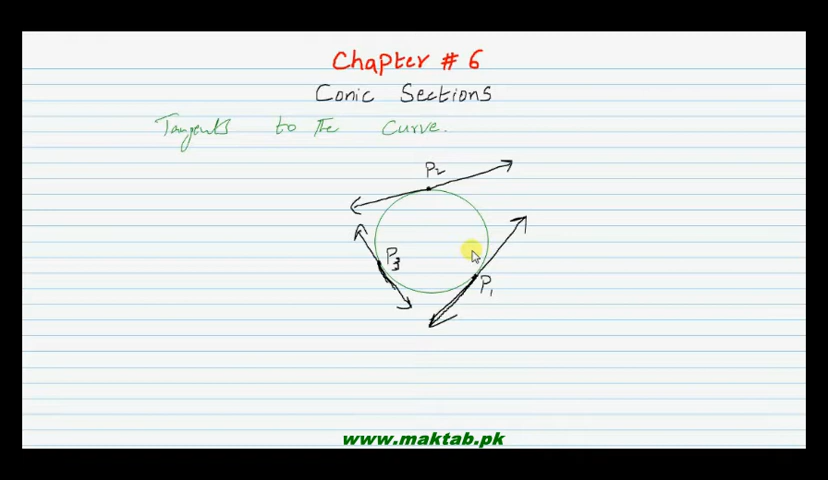 Chapter # 6
Conic Sections
Tangents to the Curve.
P2
P3
P1
www.maktab.pk